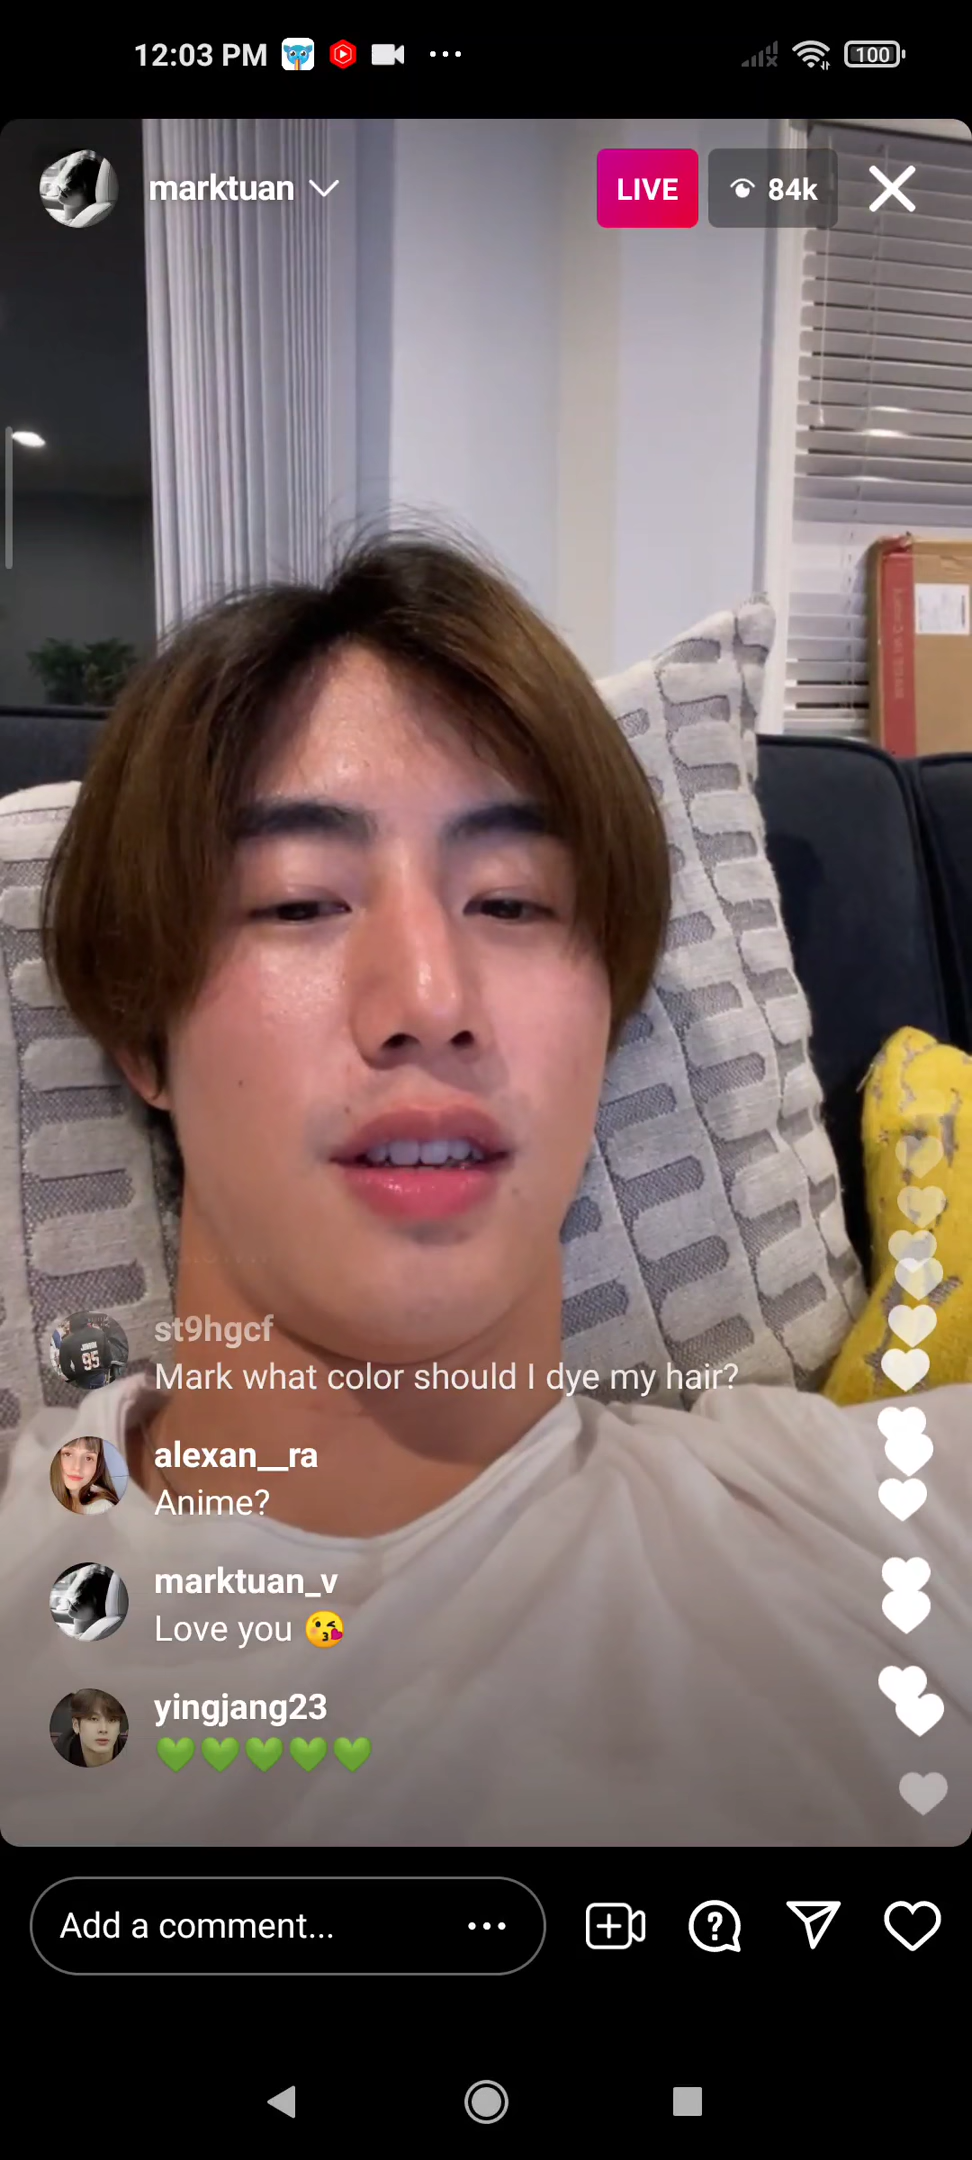 12:03 PM
100
marktuan
LIVE
84k
st9hgcf
Mark what color should I dye my hair?
alexan__ra
Anime?
marktuan_v
Love you 😘
yingjang23
💚💚💚💚💚
Add a comment...